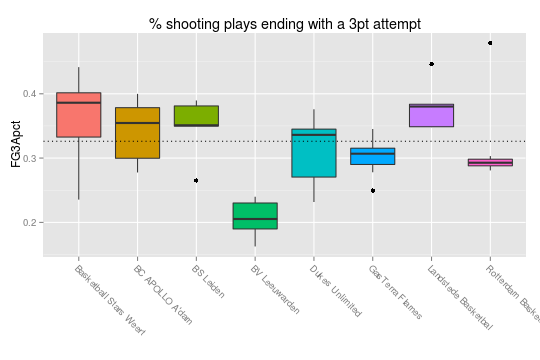 % shooting plays ending with a 3pt attempt
FG3Apct
0.4
0.3
0.2
Basketball Stars Weert
BC APOLLO A'dam
BS Leiden
BV Leeuwarden
Dukes Unlimited
GasTerra Flames
Landstede Basketbal
Rotterdam Basket